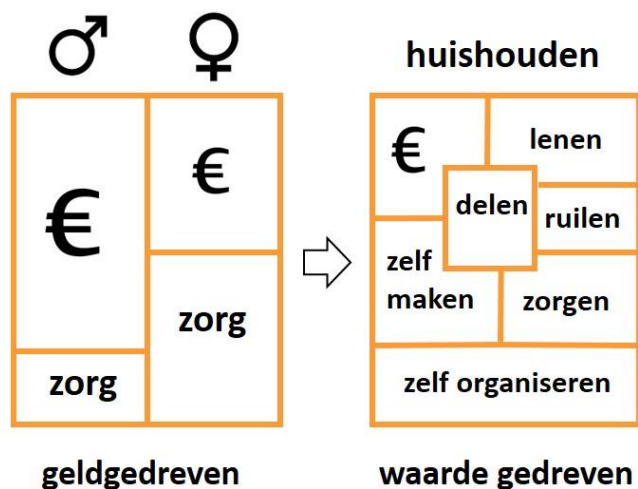 ♂ ♀
huishouden
€
€
zorg
zorg
€
lenen
delen
ruilen
zelf
maken
zorgen
zelf organiseren
geldgedreven
waarde gedreven